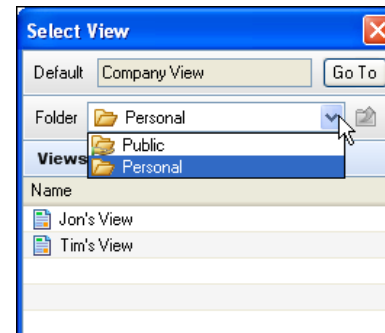 Select View
Default Company View Go To
Folder Personal
Public
Views Personal
Name
Jon's View
Tim's View